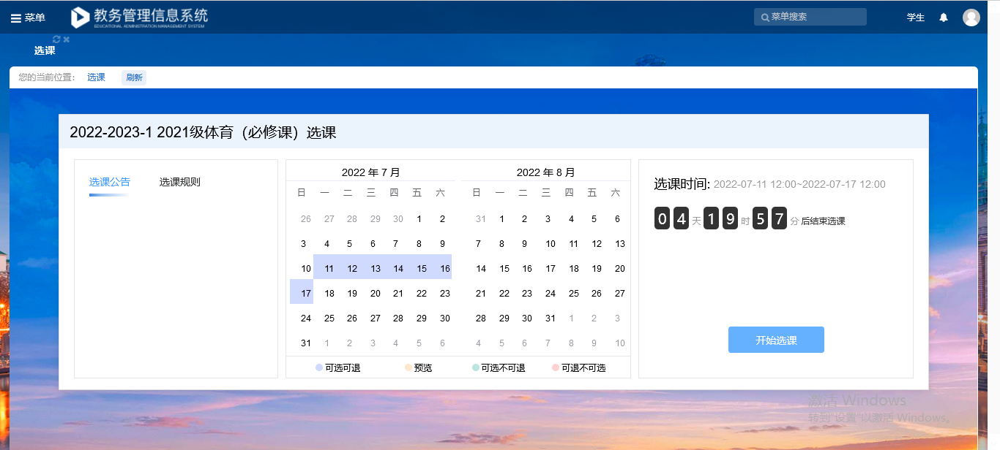 菜单
教务管理信息系统
EDUCATIONAL ADMINISTRATION MANAGEMENT SYSTEM
菜单搜索
学生
选课
您的当前位置： 选课 刷新
2022-2023-1 2021级体育（必修课）选课
选课公告 选课规则
2022 年 7 月
日 一 二 三 四 五 六
26 27 28 29 30 1 2
3 4 5 6 7 8 9
10 11 12 13 14 15 16
17 18 19 20 21 22 23
24 25 26 27 28 29 30
31 1 2 3 4 5 6
2022 年 8 月
日 一 二 三 四 五 六
31 1 2 3 4 5 6
7 8 9 10 11 12 13
14 15 16 17 18 19 20
21 22 23 24 25 26 27
28 29 30 31 1 2 3
4 5 6 7 8 9 10
可选可退 预览 可选不可退 可退不可选
选课时间: 2022-07-11 12:00~2022-07-17 12:00
04天19时57分后结束选课
开始选课
激活 Windows
转到"设置"以激活 Windows。